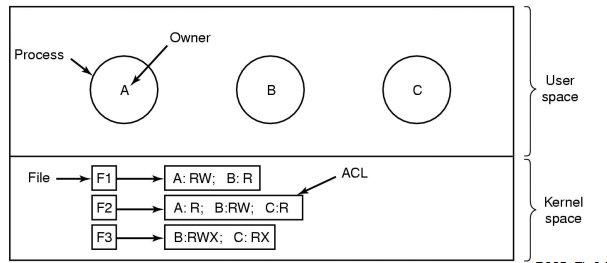 Owner
Process
A
B
C
User
space
File
F1
A: RW; B: R
ACL
F2
A: R; B:RW; C:R
F3
B:RWX; C: RX
Kernel
space